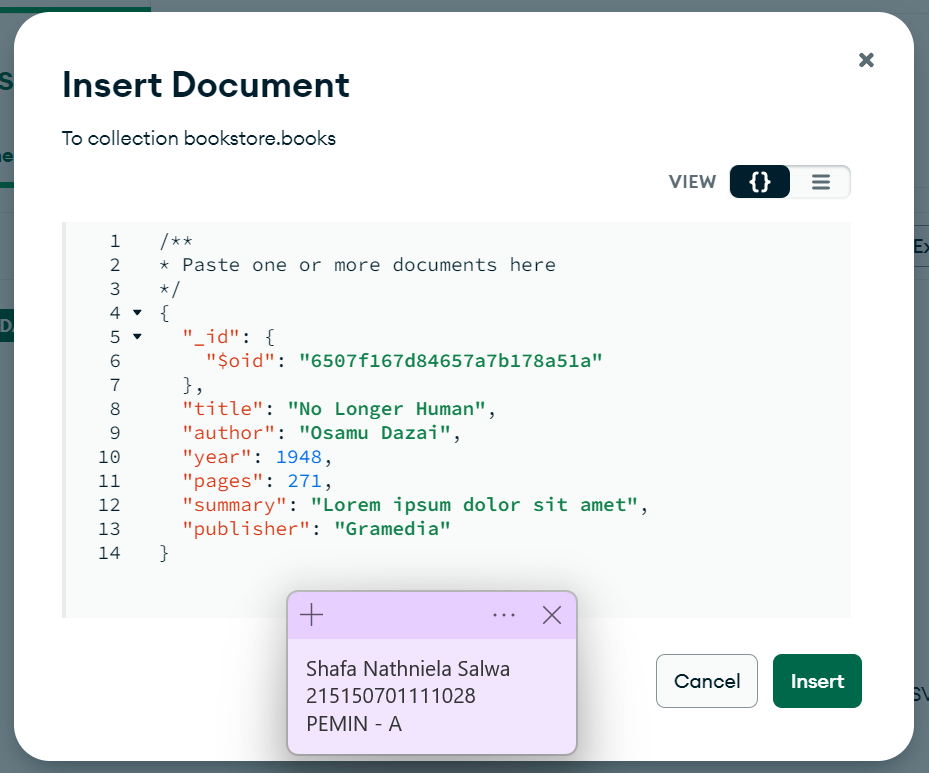 Insert Document
To collection bookstore.books
VIEW {}
1 /**
2 * Paste one or more documents here
3 */
4 {
5 "_id": {
6 "$oid": "6507f167d84657a7b178a51a"
7 },
8 "title": "No Longer Human",
9 "author": "Osamu Dazai",
10 "year": 1948,
11 "pages": 271,
12 "summary": "Lorem ipsum dolor sit amet",
13 "publisher": "Gramedia"
14 }
Shafa Nathniela Salwa
215150701111028
PEMIN - A
Cancel Insert